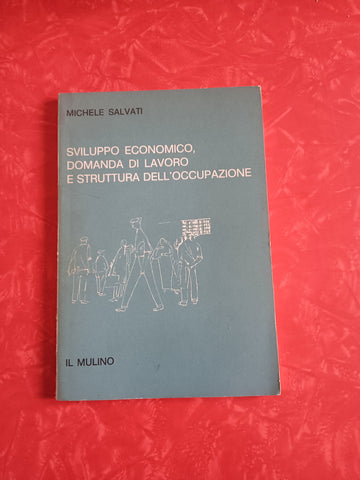 MICHELE SALVATI
SVILUPPO ECONOMICO,
DOMANDA DI LAVORO
E STRUTTURA DELL'OCCUPAZIONE
IL MULINO